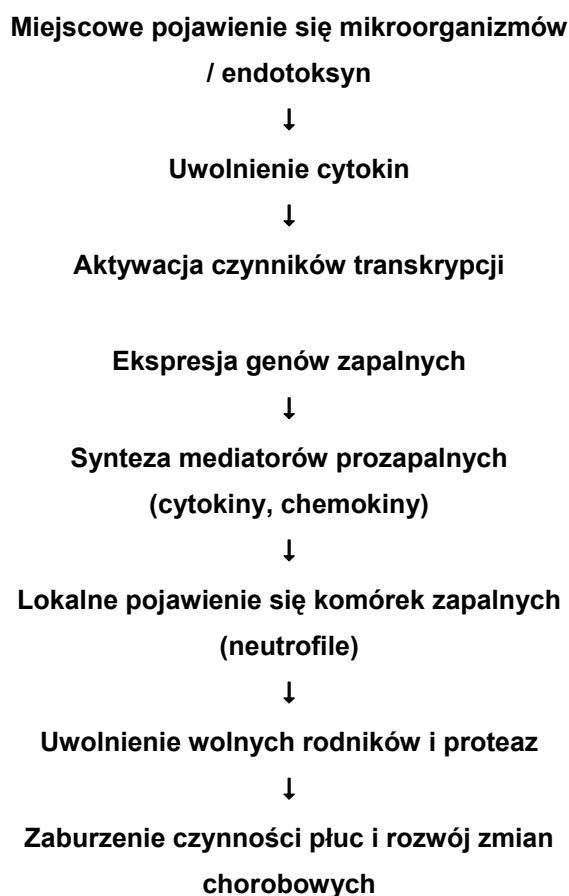 Miejscowe pojawienie się mikroorganizmów
/ endotoksyn
↓
Uwolnienie cytokin
↓
Aktywacja czynników transkrypcji
Ekspresja genów zapalnych
↓
Synteza mediatorów prozapalnych
(cytokiny, chemokiny)
↓
Lokalne pojawienie się komórek zapalnych
(neutrofile)
↓
Uwolnienie wolnych rodników i proteaz
↓
Zaburzenie czynności płuc i rozwój zmian
chorobowych